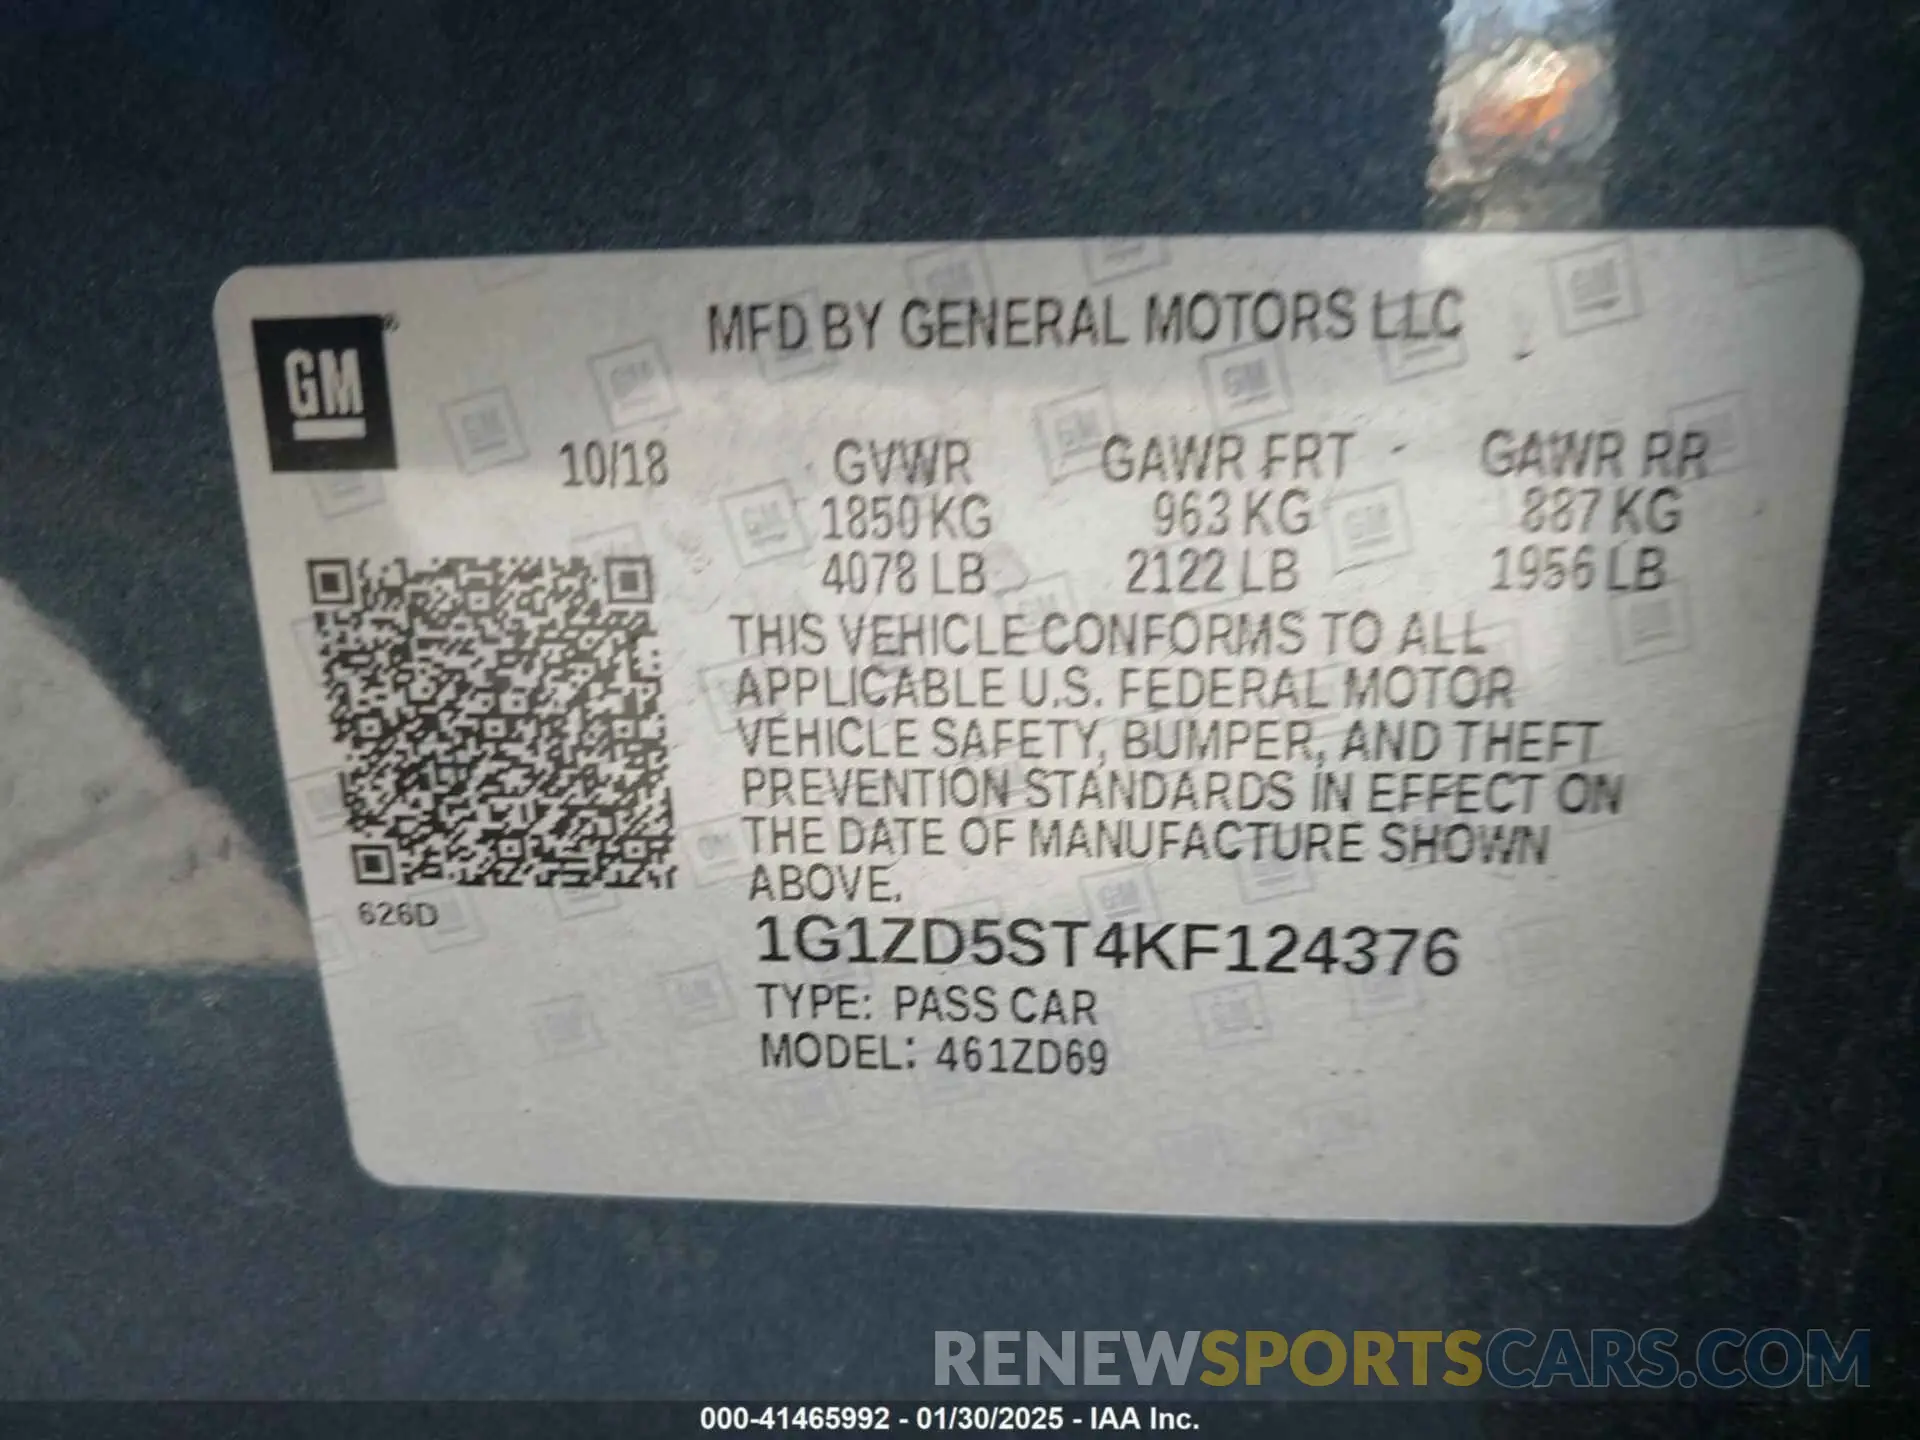 GM
MFD BY GENERAL MOTORS LLC
10/18 GVWR GAWR FRT GAWR RR
1850 KG 963 KG 887 KG
4078 LB 2122 LB 1956 LB
THIS VEHICLE CONFORMS TO ALL
APPLICABLE U.S. FEDERAL MOTOR
VEHICLE SAFETY, BUMPER, AND THEFT
PREVENTION STANDARDS IN EFFECT ON
THE DATE OF MANUFACTURE SHOWN
ABOVE.
626D
1G1ZD5ST4KF124376
TYPE: PASS CAR
MODEL: 461ZD69
RENEWSPORTSCARS.COM
000-41465992 - 01/30/2025 - IAA Inc.